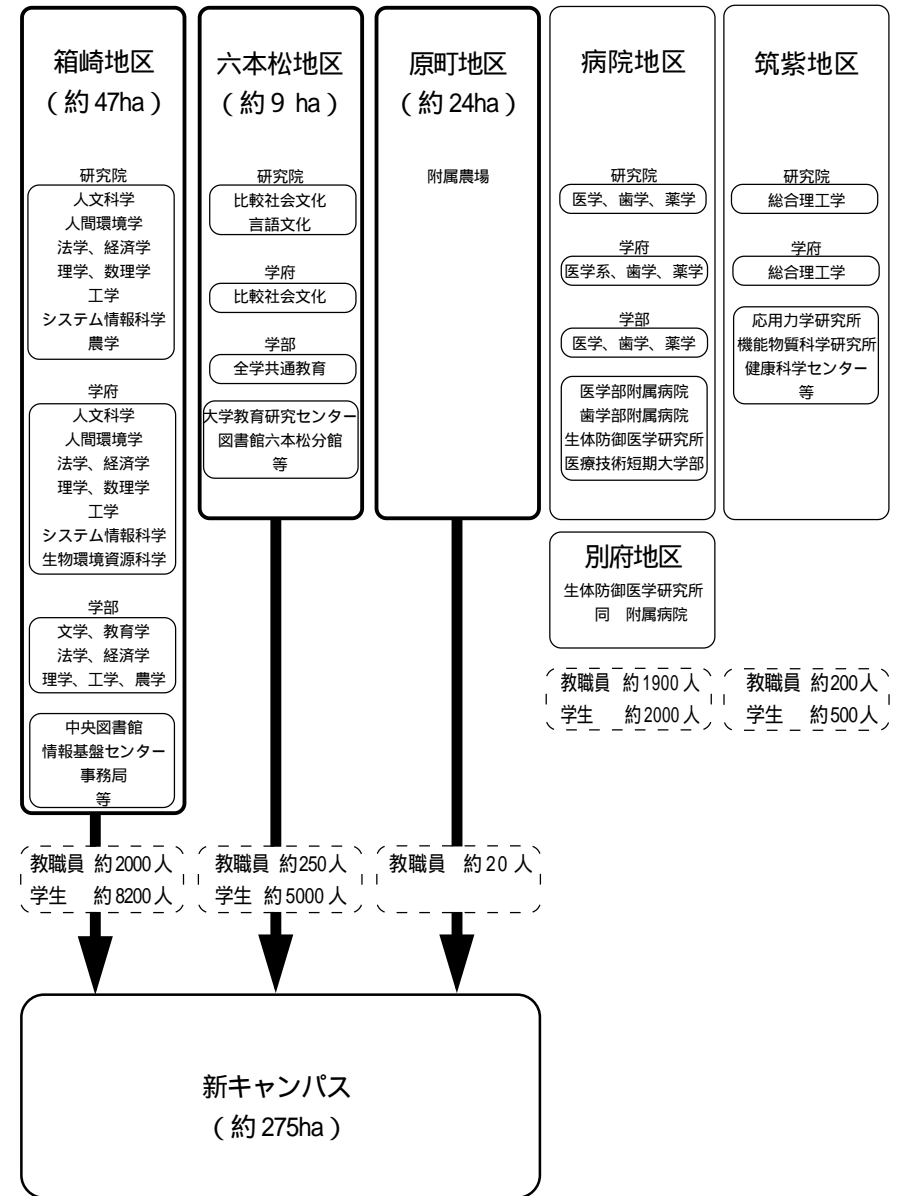 箱崎地区
(約47ha)
研究院
人文科学
人間環境学
法学、経済学
理学、数理学
工学
システム情報科学
農学
学府
人文科学
人間環境学
法学、経済学
理学、数理学
工学
システム情報科学
生物環境資源科学
学部
文学、教育学
法学、経済学
理学、工学、農学
中央図書館
情報基盤センター
事務局
等
教職員 約2000人
学生 約8200人
六本松地区
(約9 ha)
研究院
比較社会文化
言語文化
学府
比較社会文化
学部
全学共通教育
大学教育研究センター
図書館六本松分館
等
教職員 約250人
学生 約5000人
原町地区
(約24ha)
附属農場
教職員 約20人
病院地区
研究院
医学、歯学、薬学
学府
医学系、歯学、薬学
学部
医学、歯学、薬学
医学部附属病院
歯学部附属病院
生体防御医学研究所
医療技術短期大学部
別府地区
生体防御医学研究所
同 附属病院
教職員 約1900人
学生 約2000人
筑紫地区
研究院
総合理工学
学府
総合理工学
応用力学研究所
機能物質科学研究所
健康科学センター
等
教職員 約200人
学生 約500人
新キャンパス
(約275ha)